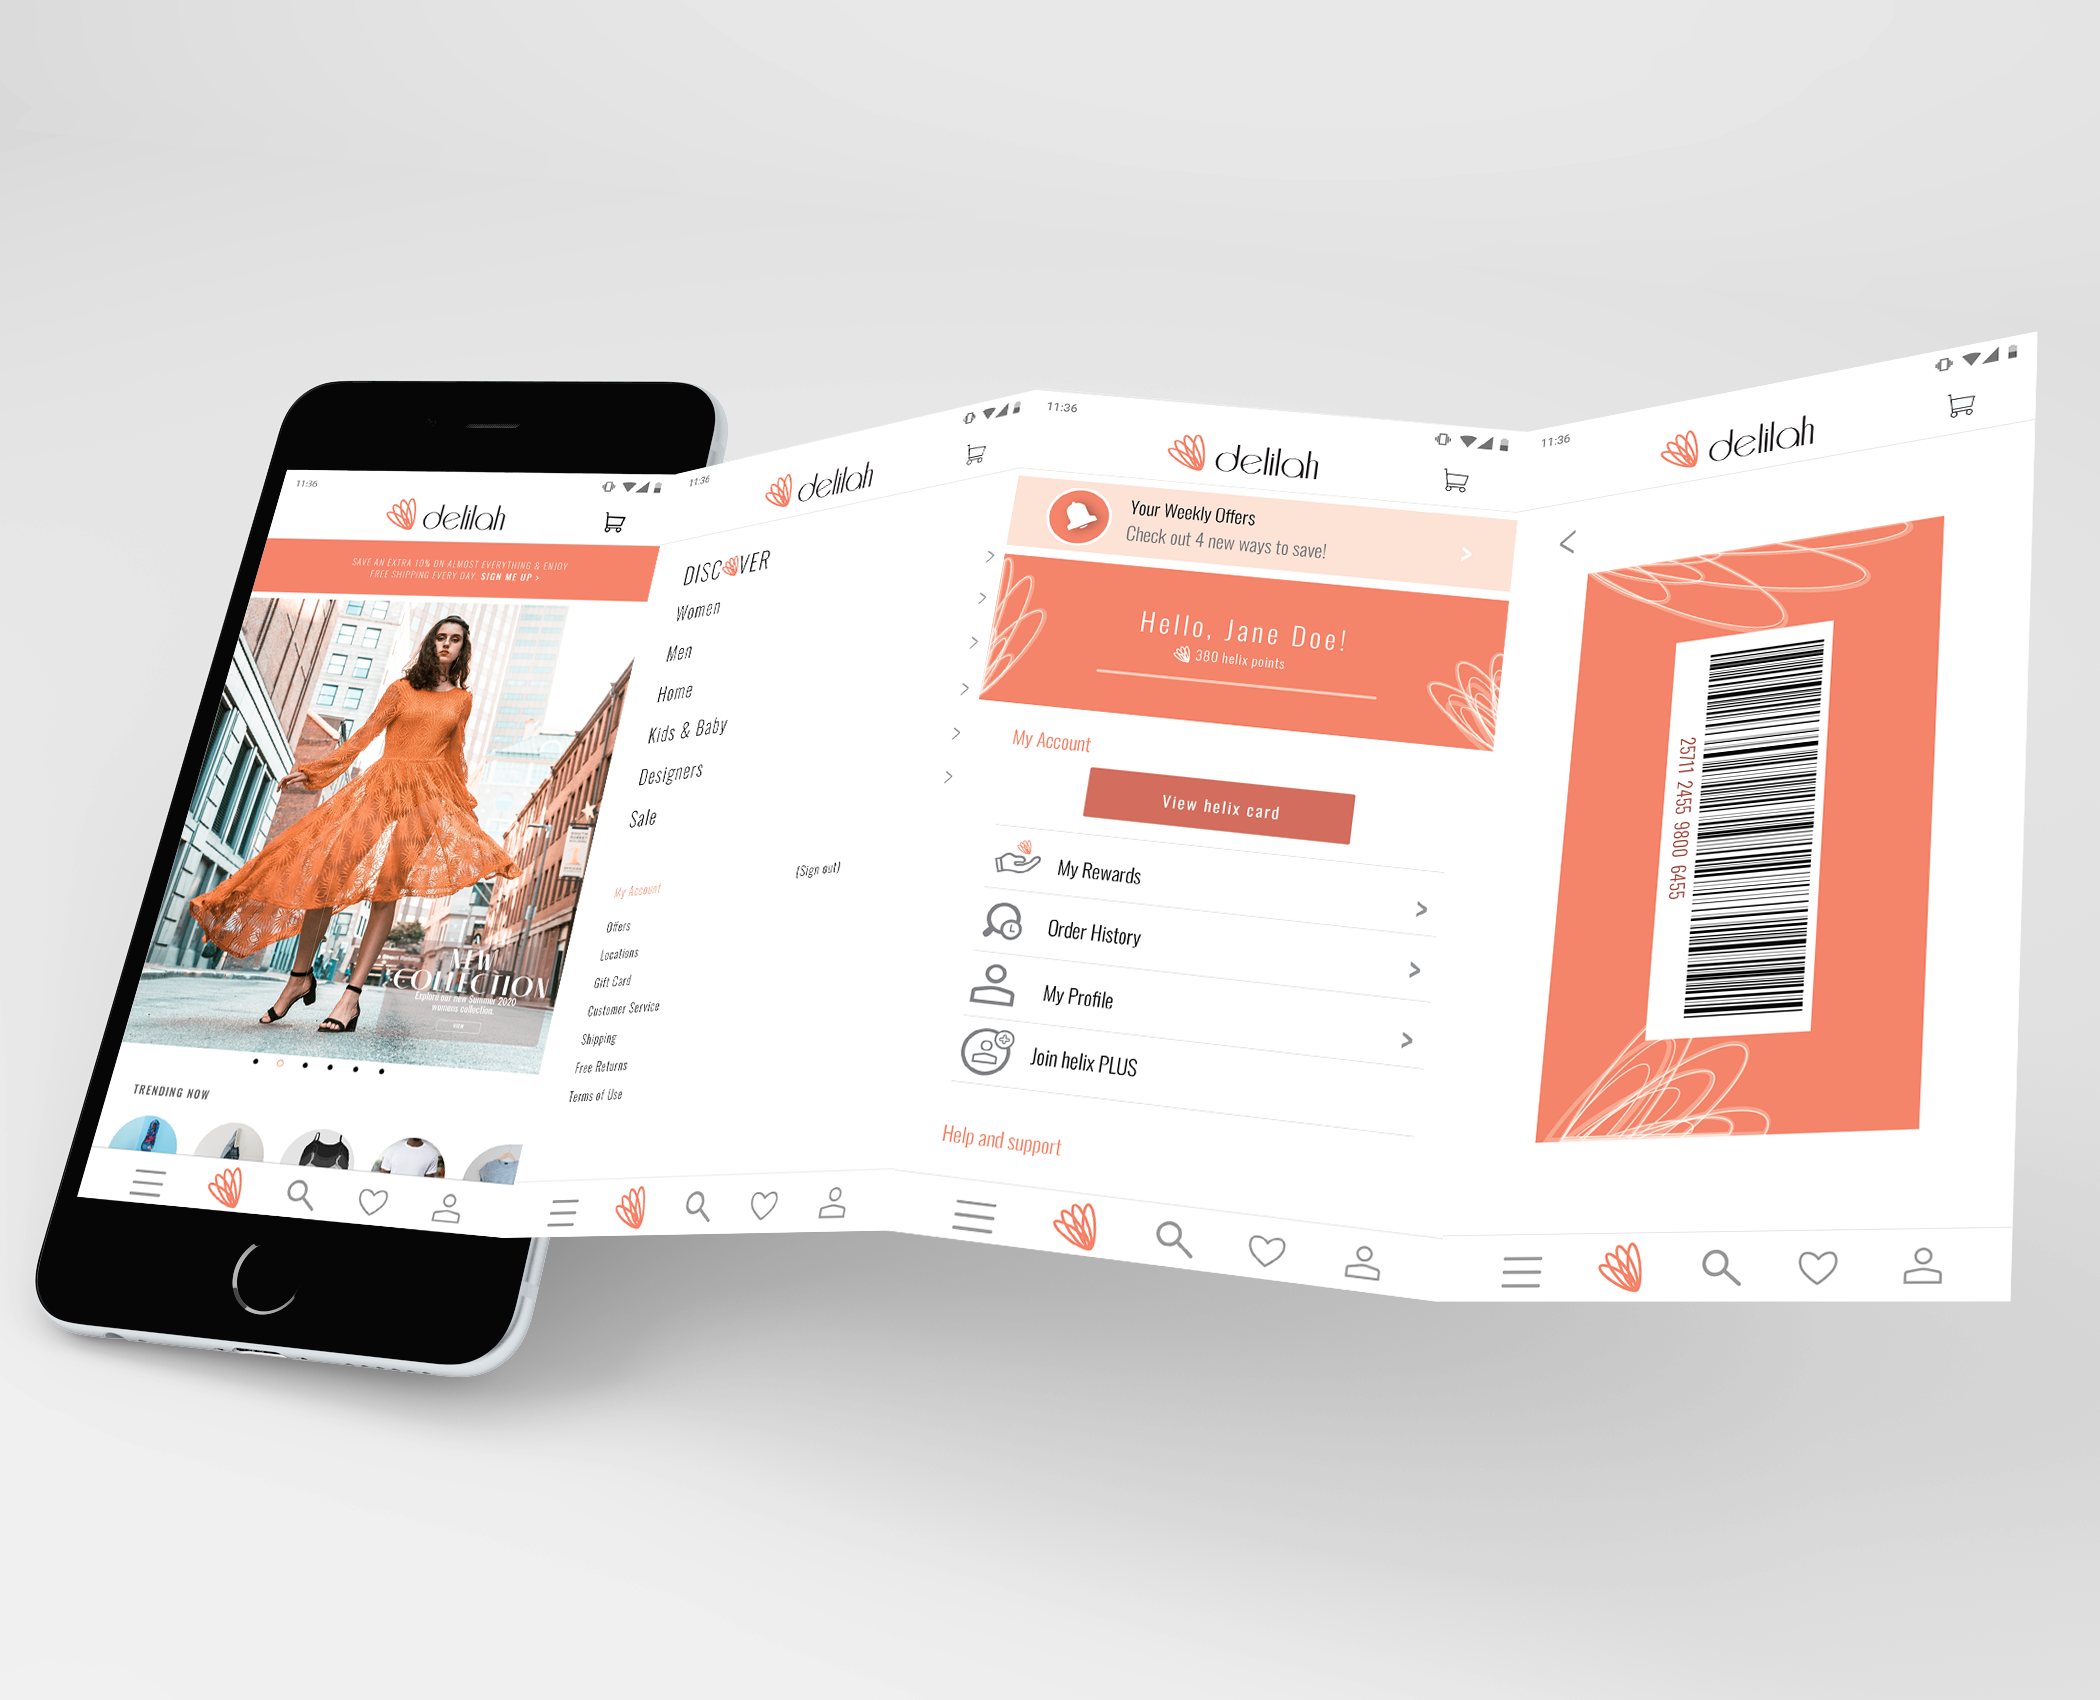 11:36
delilah
SAVE AN EXTRA 10% ON ALMOST EVERYTHING & ENJOY
FREE SHIPPING EVERY DAY. SIGN ME UP >
A
NEW
COLLECTION
Explore our new Summer 2020
womens collection.
VIEW
TRENDING NOW
11:36
delilah
DISCOVER
Women
Men
Home
Kids & Baby
Designers
Sale
(Sign out)
My Account
Offers
Locations
Gift Card
Customer Service
Shipping
Free Returns
Terms of Use
11:36
delilah
Your Weekly Offers
Check out 4 new ways to save!
Hello, Jane Doe!
380 helix points
My Account
View helix card
My Rewards
Order History
My Profile
Join helix PLUS
Help and support
11:36
delilah
25711 2455 9800 6455